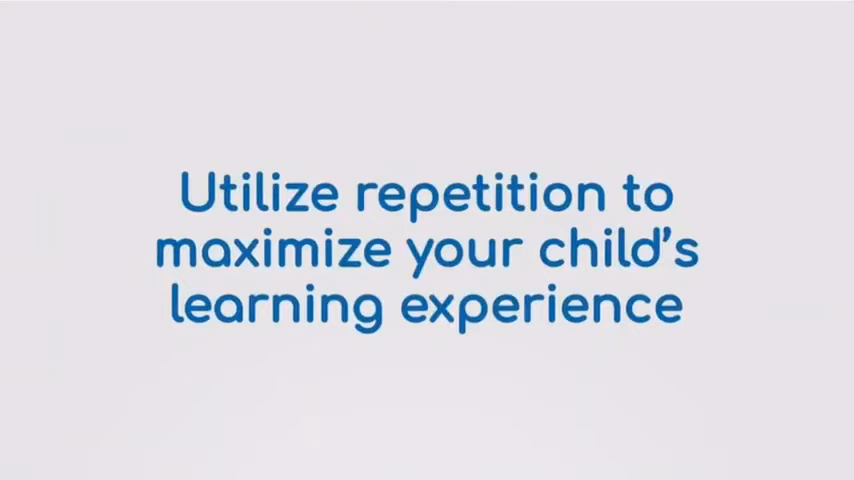 Utilize repetition to
maximize your child’s
learning experience